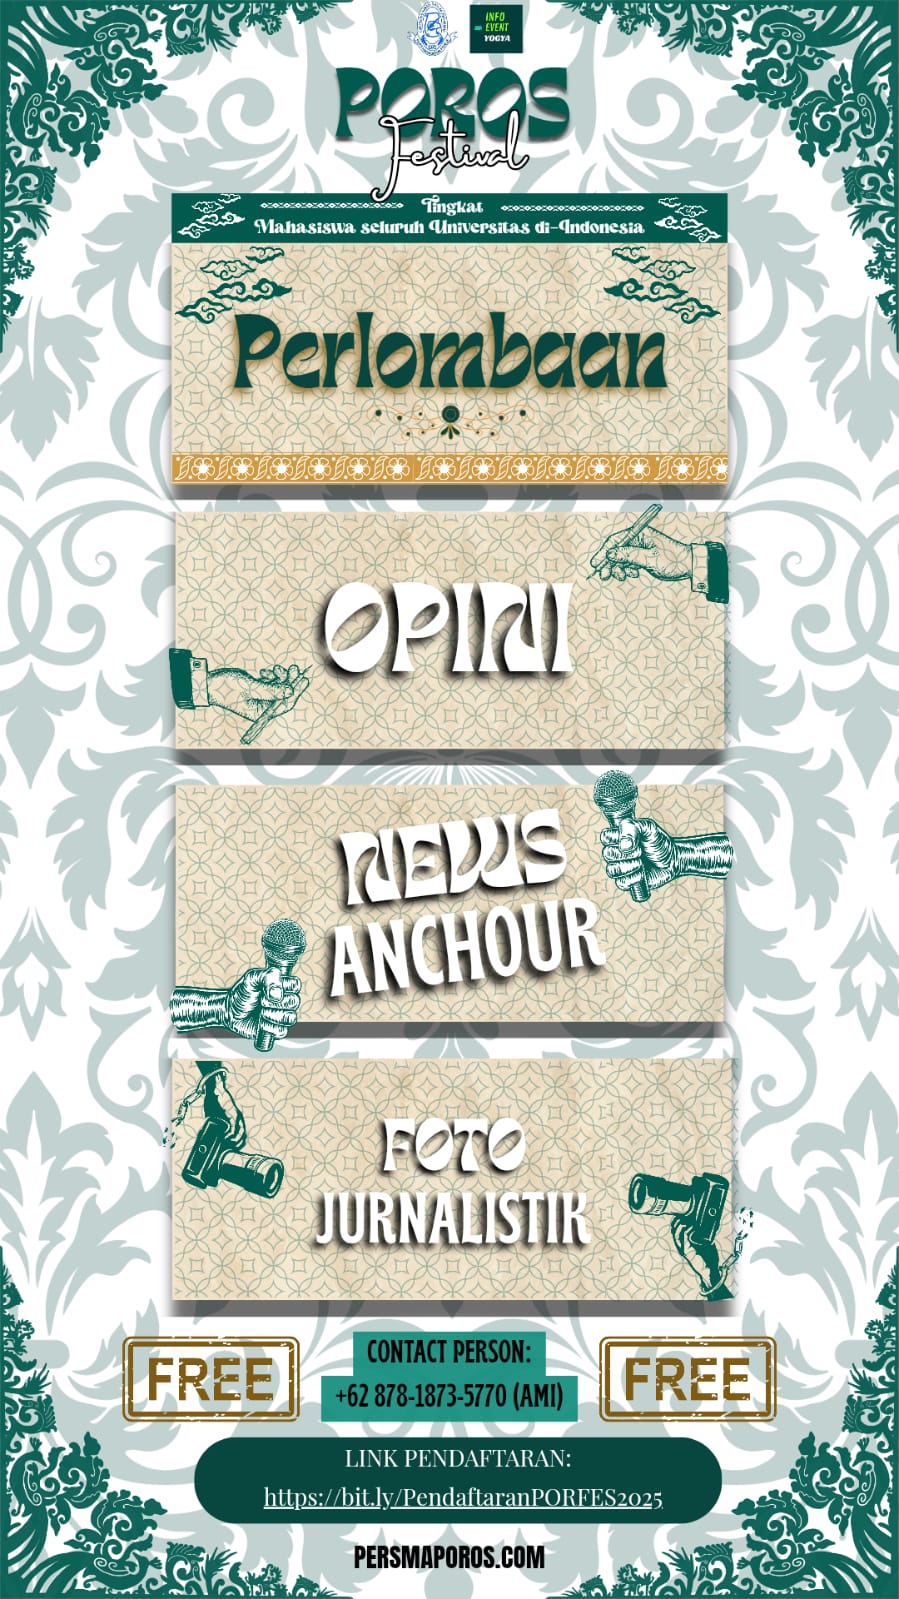 INFO
EVENT
YOGYA
POROS
Festival
Tingkat
Mahasiswa seluruh Universitas di-Indonesia
Perlombaan
OPINI
NEWS
ANCHOUR
FOTO
JURNALISTIK
FREE
CONTACT PERSON:
+62 878-1873-5770 (AMI)
FREE
LINK PENDAFTARAN:
https://bit.ly/PendaftaranPORFES2025
PERSMAPOROS.COM